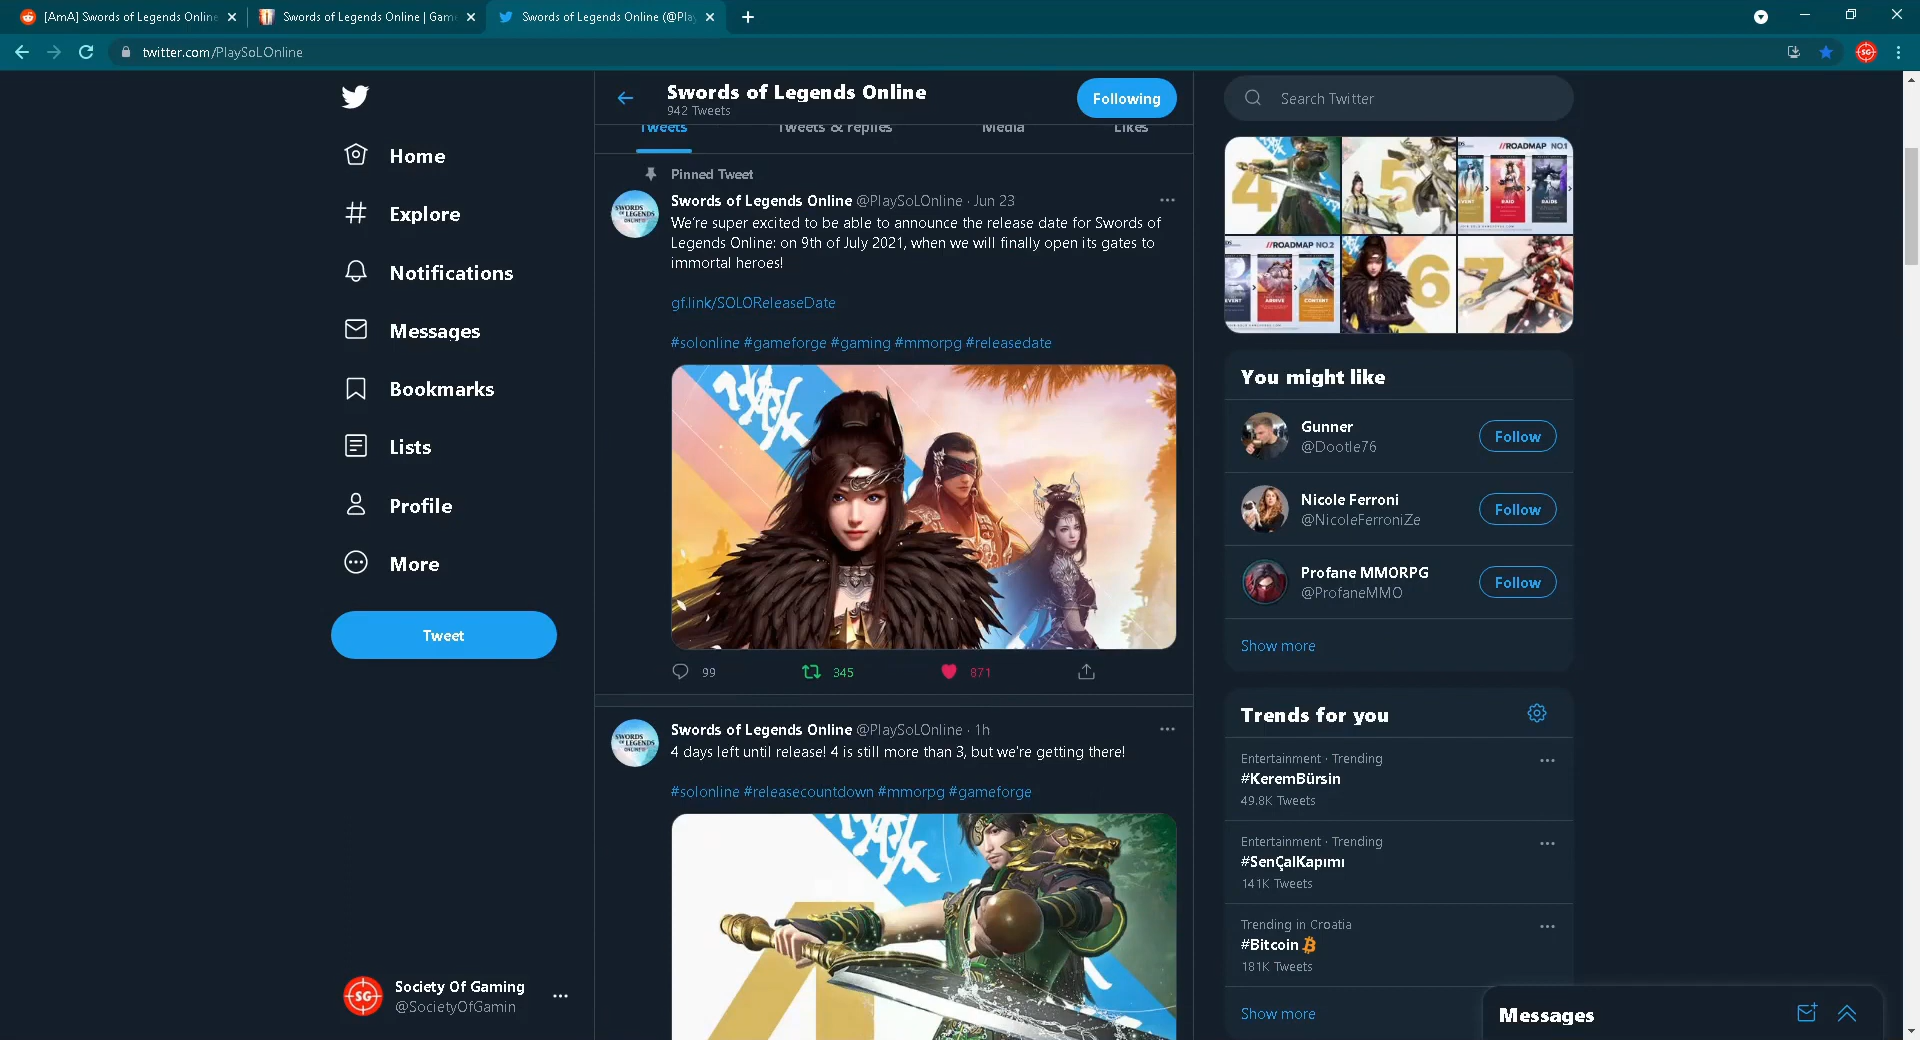 [AmA] Swords of Legends Online
Swords of Legends Online | Gam
Swords of Legends Online (@Pla
twitter.com/PlaySoLOnline
Home
Explore
Notifications
Messages
Bookmarks
Lists
Profile
More
Tweet
Society Of Gaming
@SocietyOfGamin
Swords of Legends Online
942 Tweets
Following
Tweets
Tweets & replies
Media
Likes
Pinned Tweet
Swords of Legends Online @PlaySoLOnline · Jun 23
We're super excited to be able to announce the release date for Swords of
Legends Online: on 9th of July 2021, when we will finally open its gates to
immortal heroes!
gf.link/SOLOReleaseDate
#solonline #gameforge #gaming #mmorpg #releasedate
99
345
871
Swords of Legends Online @PlaySoLOnline · 1h
4 days left until release! 4 is still more than 3, but we're getting there!
#solonline #releasecountdown #mmorpg #gameforge
SWORDS
OF LEGENDS
ONLINE
Search Twitter
4
5
//ROADMAP NO.1
RAID
RAIDS
//ROADMAP NO.2
EVENT
ARRIVE
CONTENT
6
7
You might like
Gunner
@Dootle76
Follow
Nicole Ferroni
@NicoleFerroniZe
Follow
Profane MMORPG
@ProfaneMMO
Follow
Show more
Trends for you
Entertainment · Trending
#KeremBürsin
49.8K Tweets
Entertainment · Trending
#SenÇalKapımı
141K Tweets
Trending in Croatia
#Bitcoin
181K Tweets
Show more
Messages